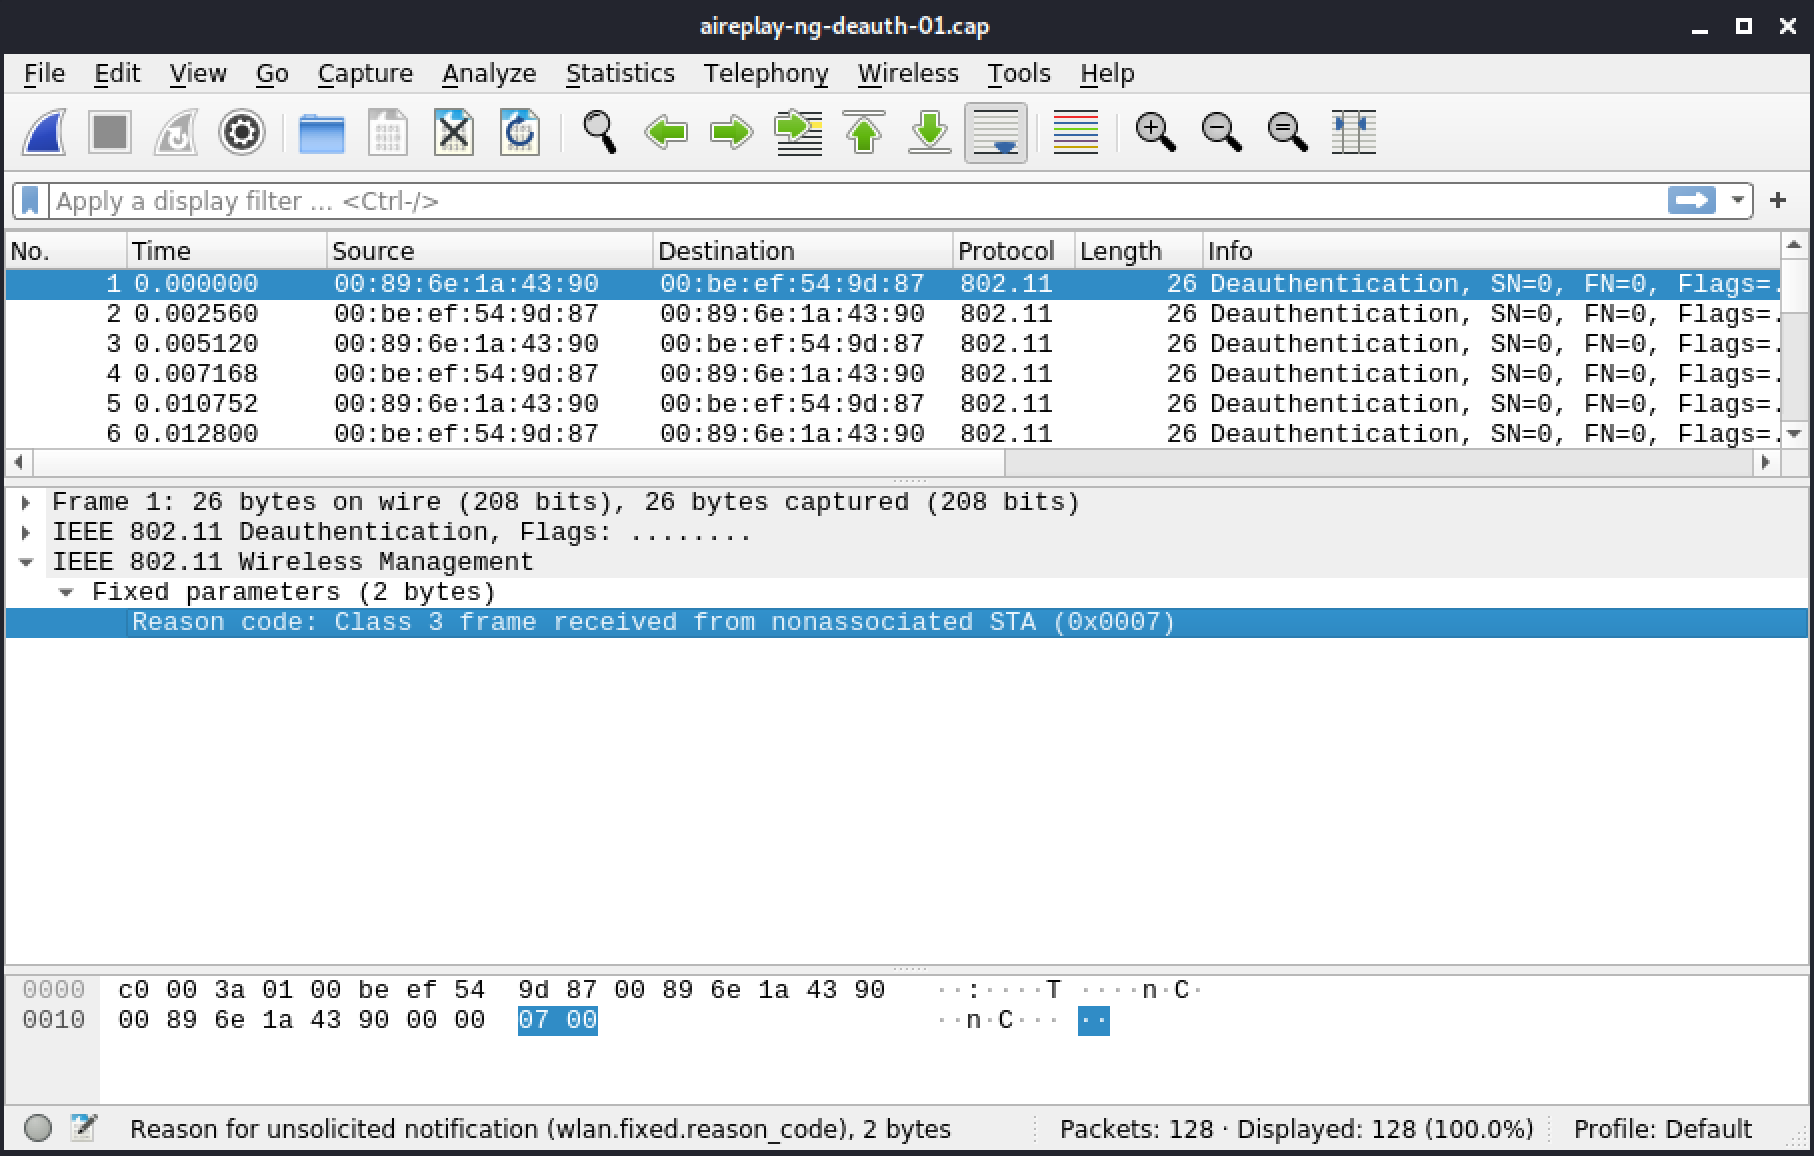 aireplay-ng-deauth-01.cap
File Edit View Go Capture Analyze Statistics Telephony Wireless Tools Help
Apply a display filter ... <Ctrl-/>
No. Time Source Destination Protocol Length Info
1 0.000000 00:89:6e:1a:43:90 00:be:ef:54:9d:87 802.11 26 Deauthentication, SN=0, FN=0, Flags=.
2 0.002560 00:be:ef:54:9d:87 00:89:6e:1a:43:90 802.11 26 Deauthentication, SN=0, FN=0, Flags=.
3 0.005120 00:89:6e:1a:43:90 00:be:ef:54:9d:87 802.11 26 Deauthentication, SN=0, FN=0, Flags=.
4 0.007168 00:be:ef:54:9d:87 00:89:6e:1a:43:90 802.11 26 Deauthentication, SN=0, FN=0, Flags=.
5 0.010752 00:89:6e:1a:43:90 00:be:ef:54:9d:87 802.11 26 Deauthentication, SN=0, FN=0, Flags=.
6 0.012800 00:be:ef:54:9d:87 00:89:6e:1a:43:90 802.11 26 Deauthentication, SN=0, FN=0, Flags=.
Frame 1: 26 bytes on wire (208 bits), 26 bytes captured (208 bits)
IEEE 802.11 Deauthentication, Flags: ........
IEEE 802.11 Wireless Management
Fixed parameters (2 bytes)
Reason code: Class 3 frame received from nonassociated STA (0x0007)
0000 c0 00 3a 01 00 be ef 54 9d 87 00 89 6e 1a 43 90 ··:····T ····n·C·
0010 00 89 6e 1a 43 90 00 00 07 00 ··n·C··· ··
Reason for unsolicited notification (wlan.fixed.reason_code), 2 bytes Packets: 128 · Displayed: 128 (100.0%) Profile: Default